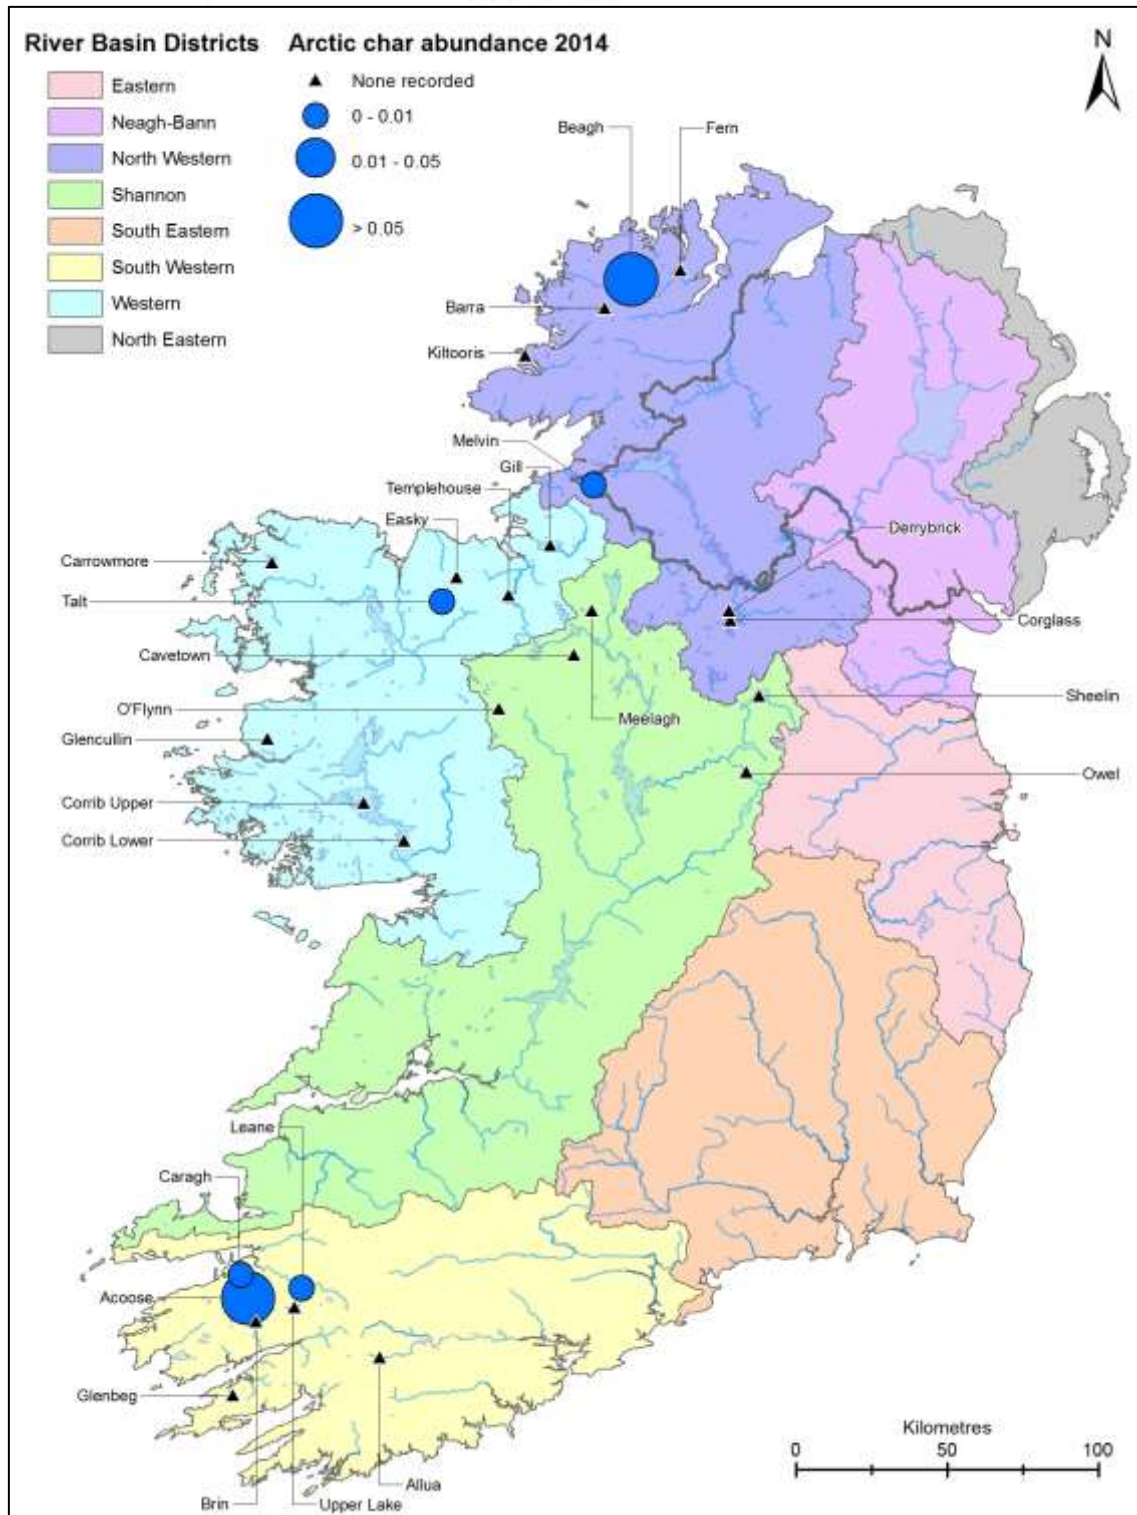 River Basin Districts
Eastern
Neagh-Bann
North Western
Shannon
South Eastern
South Western
Western
North Eastern
Arctic char abundance 2014
None recorded
0 - 0.01
0.01 - 0.05
> 0.05
N
Beagh
Fern
Barra
Kiltooris
Melvin
Gill
Templehouse
Easky
Derrybrick
Carrowmore
Talt
Corglass
Cavetown
Sheelin
O'Flynn
Meelagh
Glencullin
Owel
Corrib Upper
Corrib Lower
Leane
Caragh
Acoose
Glenbeg
Kilometres
0 50 100
Allua
Brin
Upper Lake